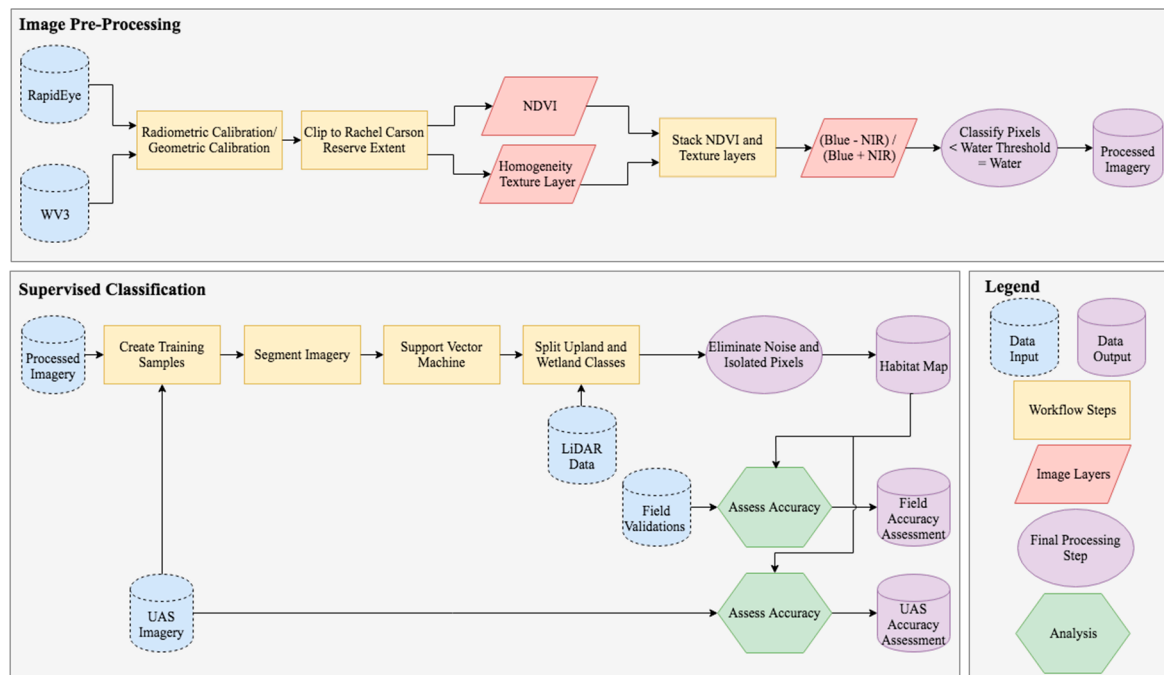 Image Pre-Processing
RapidEye
WV3
Radiometric Calibration/
Geometric Calibration
Clip to Rachel Carson
Reserve Extent
NDVI
Homogeneity
Texture Layer
Stack NDVI and
Texture layers
(Blue - NIR) /
(Blue + NIR)
Classify Pixels
< Water Threshold
= Water
Processed
Imagery
Supervised Classification
Processed
Imagery
Create Training
Samples
Segment Imagery
Support Vector
Machine
Split Upland and
Wetland Classes
Eliminate Noise and
Isolated Pixels
Habitat Map
LiDAR
Data
Field
Validations
Assess Accuracy
Field
Accuracy
Assessment
UAS
Imagery
Assess Accuracy
UAS
Accuracy
Assessment
Legend
Data
Input
Data
Output
Workflow Steps
Image Layers
Final Processing
Step
Analysis